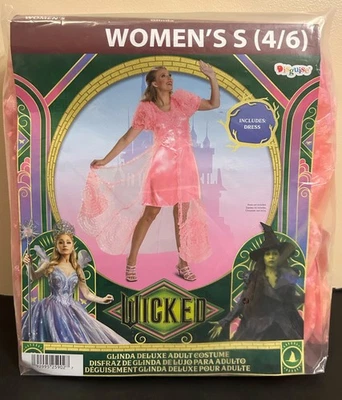 WOMEN'S S (4/6)
Disguise
INCLUDES:
DRESS
WICKED
GLINDA DELUXE ADULT COSTUME
DISFRAZ DE GLINDA DE LUJO PARA ADULTO
DÉGUISEMENT GLINDA DELUXE POUR ADULTE